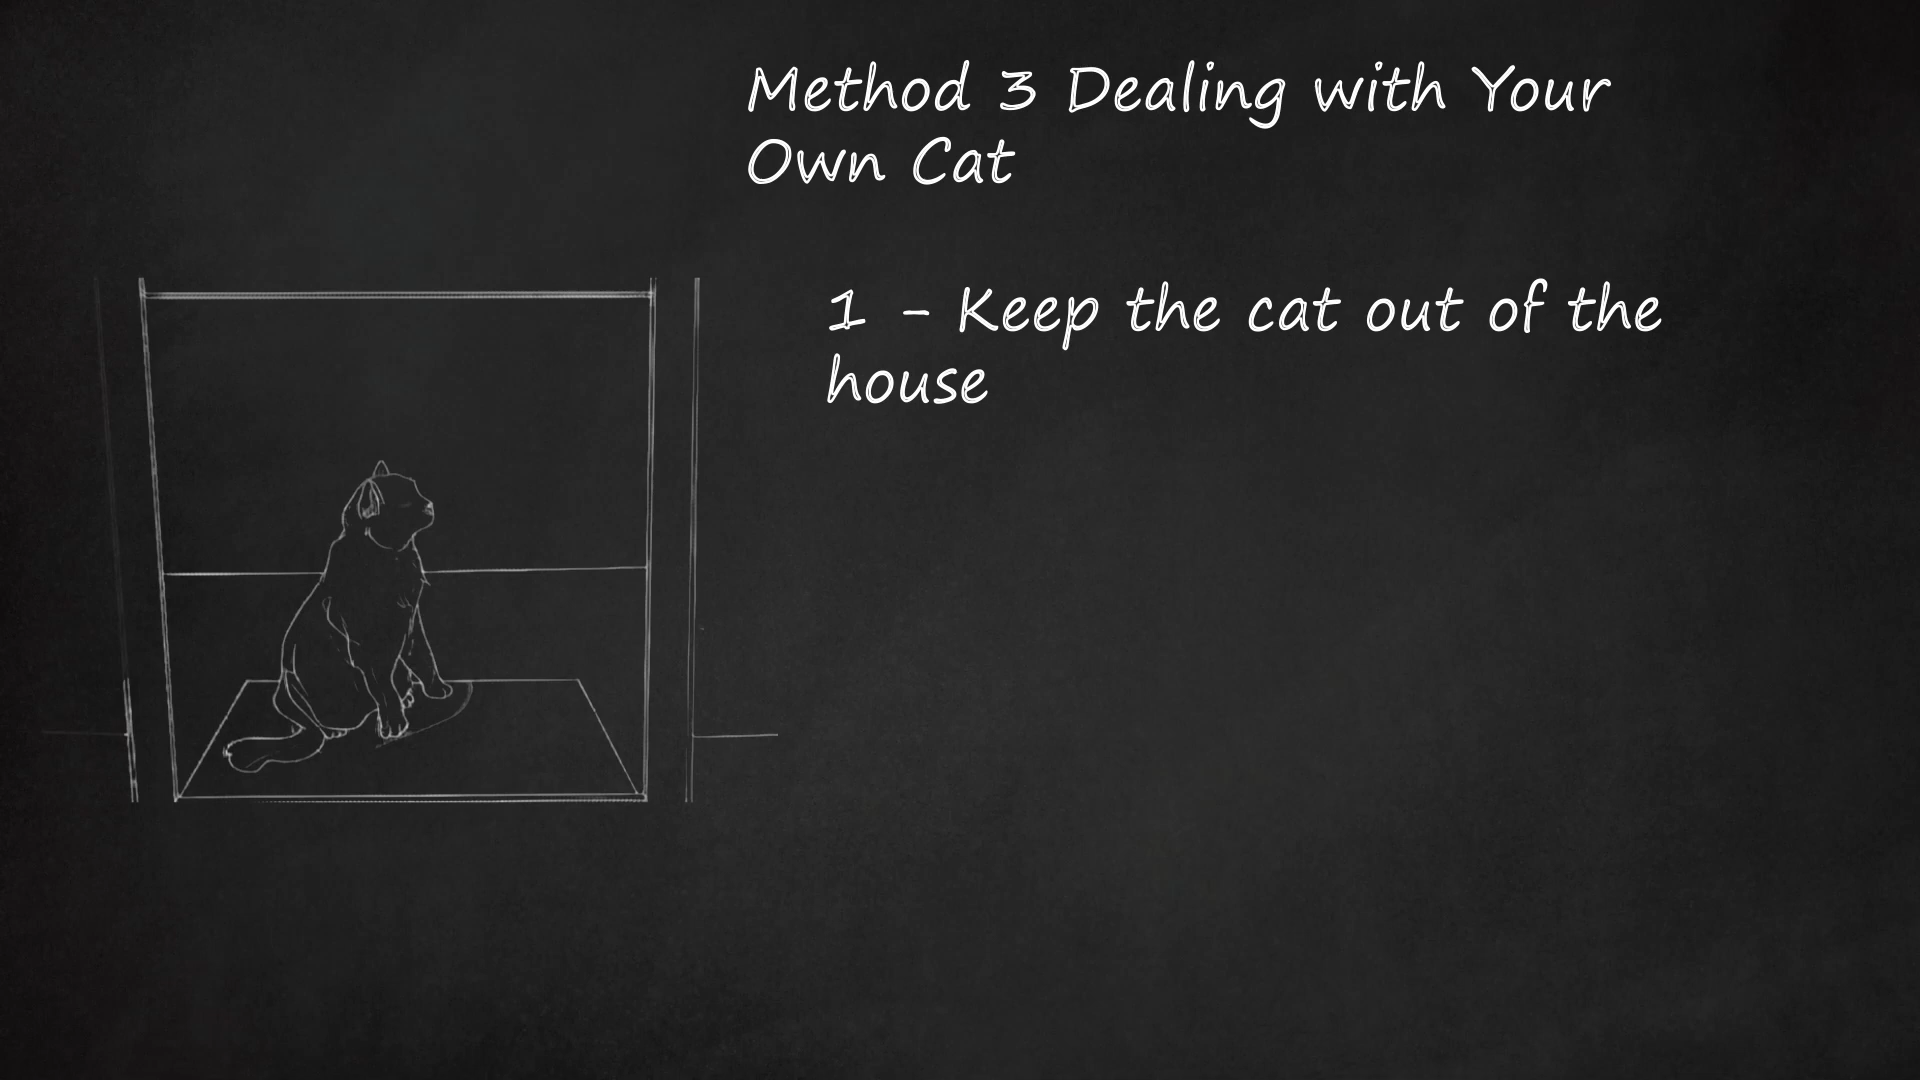 Method 3 Dealing with Your
Own Cat
1 - Keep the cat out of the
house